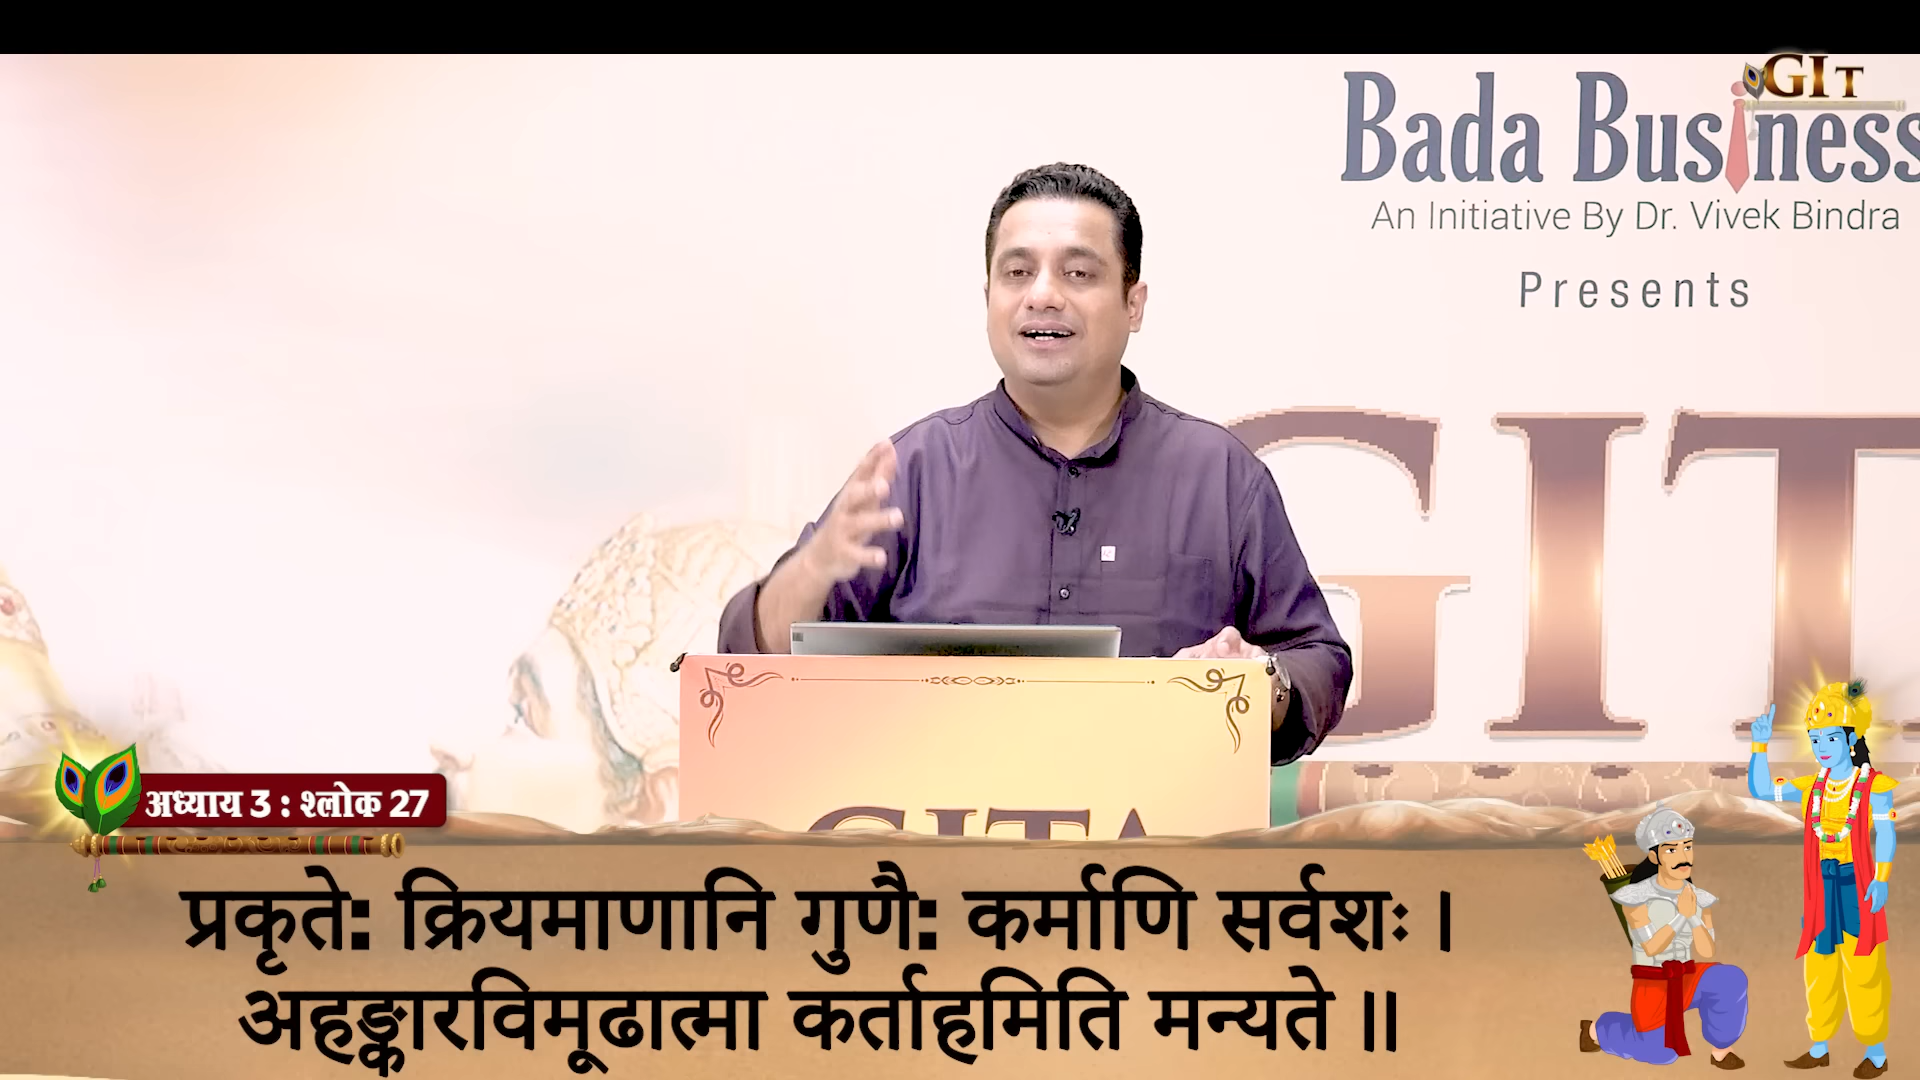 GIT
Bada Business
An Initiative By Dr. Vivek Bindra
Presents
GIT
GITA
अध्याय 3 : श्लोक 27
प्रकृते: क्रियमाणानि गुणै: कर्माणि सर्वशः ।
अहङ्कारविमूढात्मा कर्ताहमिति मन्यते ॥